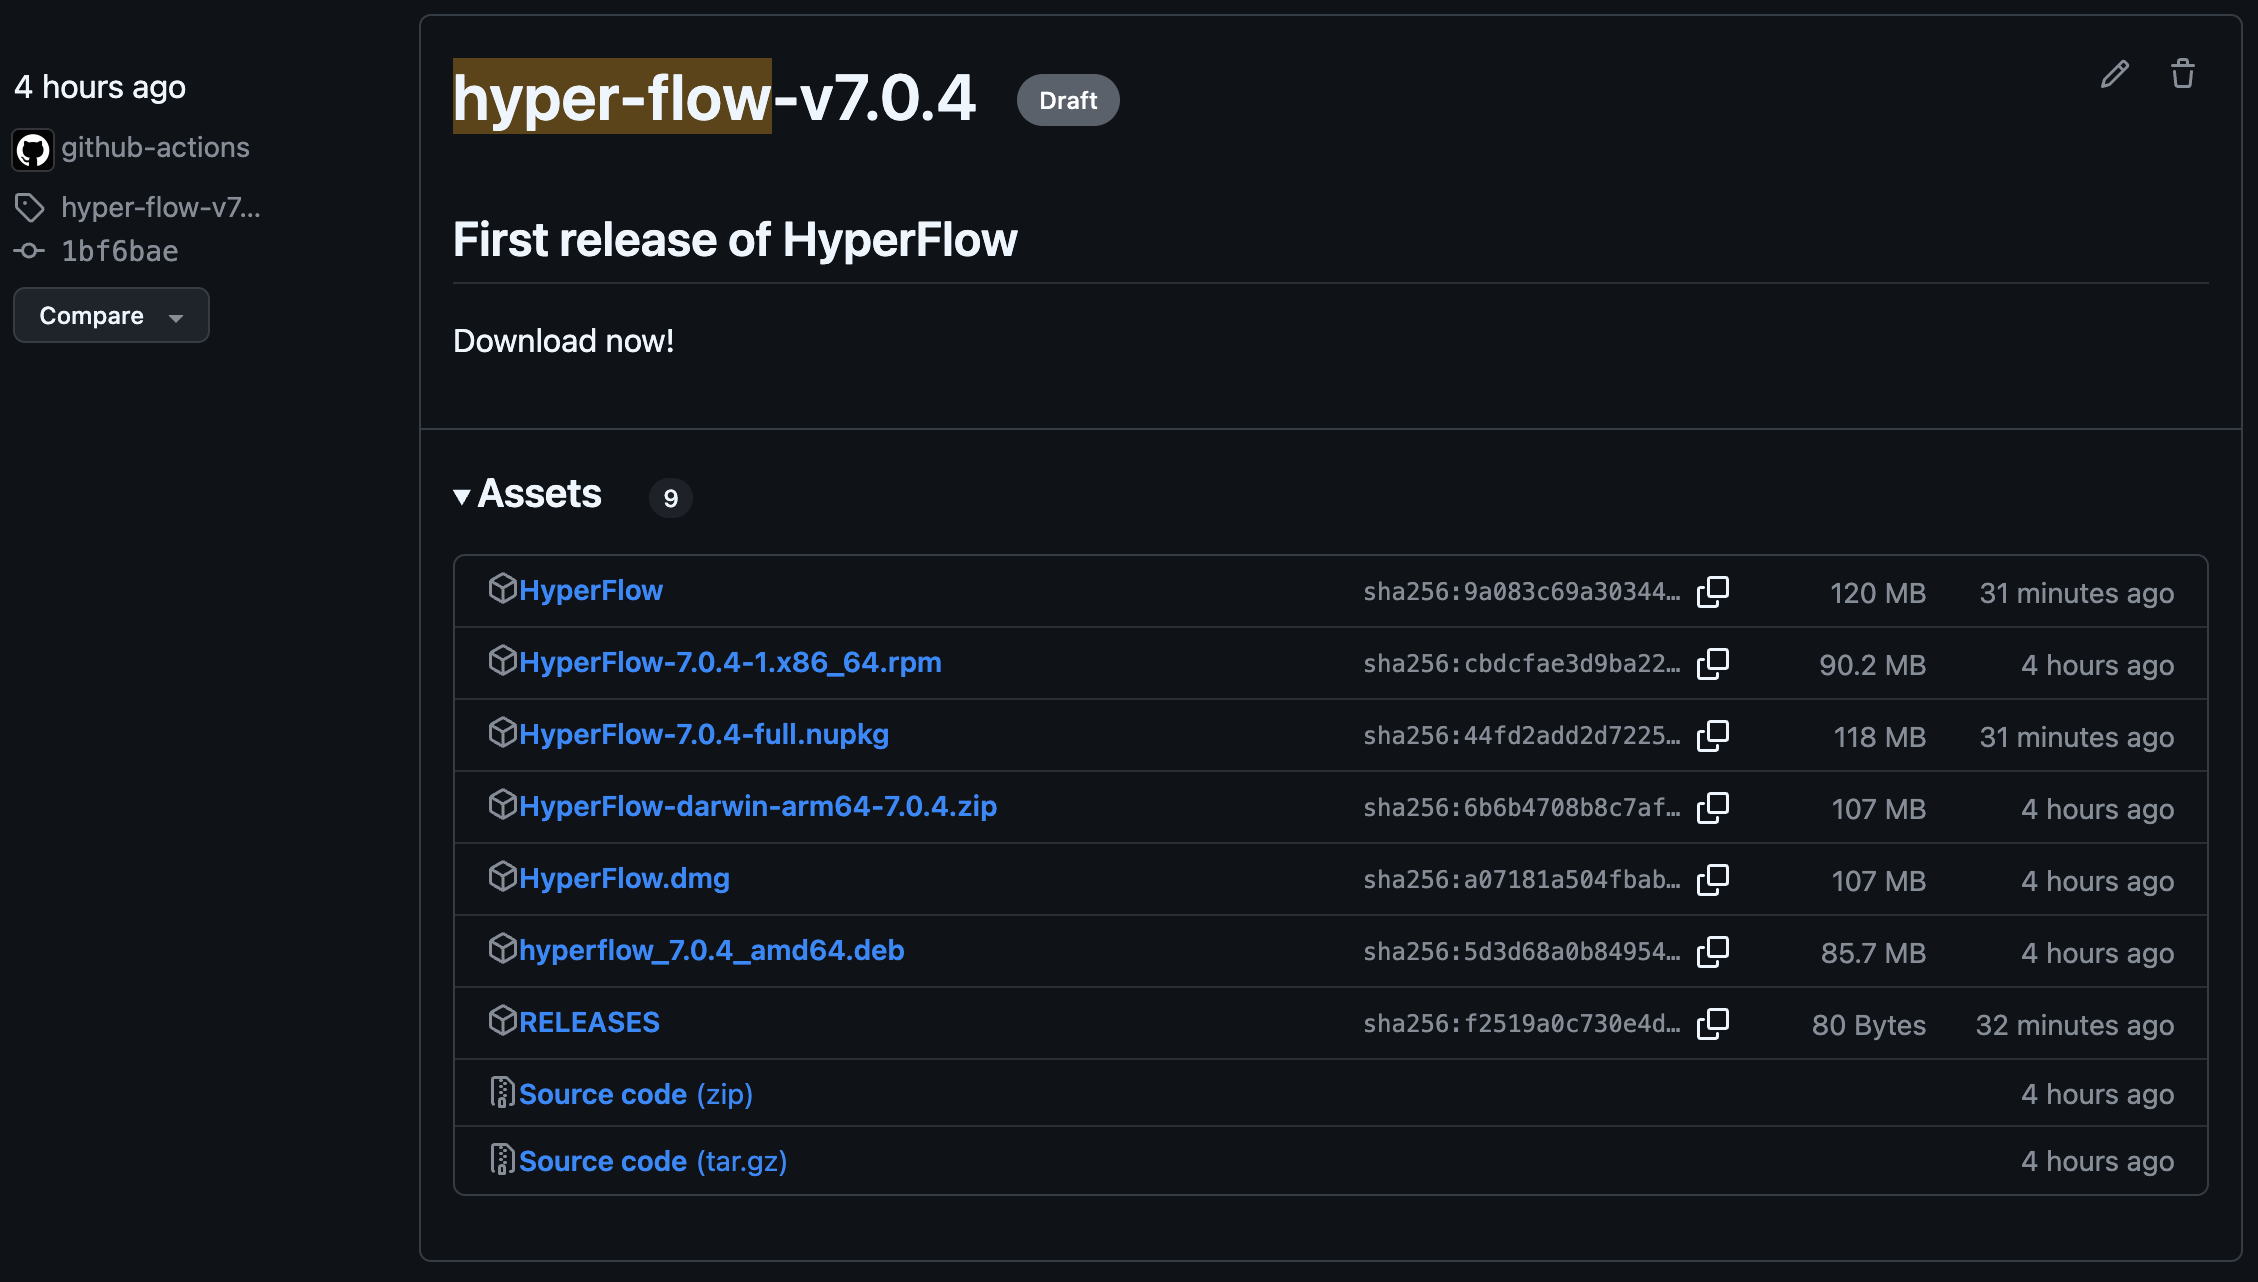 4 hours ago
github-actions
hyper-flow-v7...
1bf6bae
Compare
hyper-flow-v7.0.4 Draft
First release of HyperFlow
Download now!
Assets 9
HyperFlow sha256:9a083c69a30344… 120 MB 31 minutes ago
HyperFlow-7.0.4-1.x86_64.rpm sha256:cbdcfae3d9ba22… 90.2 MB 4 hours ago
HyperFlow-7.0.4-full.nupkg sha256:44fd2add2d7225… 118 MB 31 minutes ago
HyperFlow-darwin-arm64-7.0.4.zip sha256:6b6b4708b8c7af… 107 MB 4 hours ago
HyperFlow.dmg sha256:a07181a504fbab… 107 MB 4 hours ago
hyperflow_7.0.4_amd64.deb sha256:5d3d68a0b84954… 85.7 MB 4 hours ago
RELEASES sha256:f2519a0c730e4d… 80 Bytes 32 minutes ago
Source code (zip) 4 hours ago
Source code (tar.gz) 4 hours ago